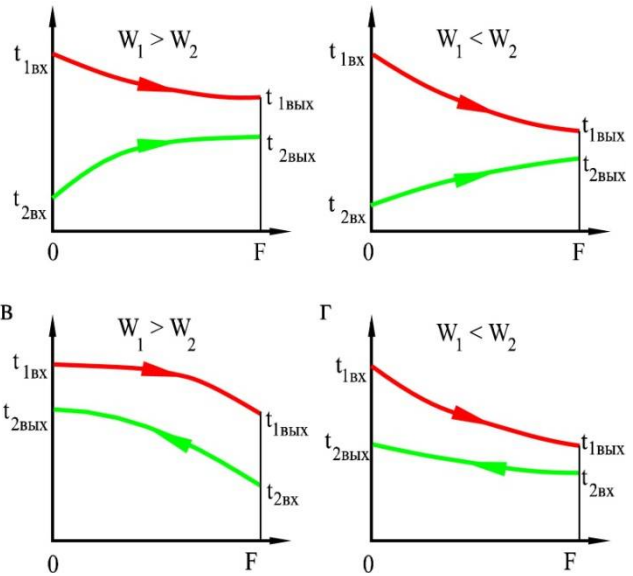 W₁ > W₂
t₁вх
t₁вых
t₂вых
t₂вх
0
F
W₁ < W₂
t₁вх
t₁вых
t₂вых
t₂вх
0
F
В
W₁ > W₂
t₁вх
t₂вых
t₁вых
t₂вх
0
F
Г
W₁ < W₂
t₁вх
t₂вых
t₁вых
t₂вх
0
F